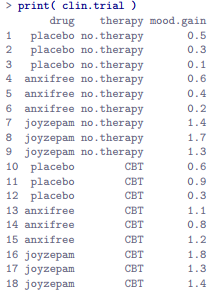 > print( clin.trial )
drug therapy mood.gain
1 placebo no.therapy 0.5
2 placebo no.therapy 0.3
3 placebo no.therapy 0.1
4 anxifree no.therapy 0.6
5 anxifree no.therapy 0.4
6 anxifree no.therapy 0.2
7 joyzepam no.therapy 1.4
8 joyzepam no.therapy 1.7
9 joyzepam no.therapy 1.3
10 placebo CBT 0.6
11 placebo CBT 0.9
12 placebo CBT 0.3
13 anxifree CBT 1.1
14 anxifree CBT 0.8
15 anxifree CBT 1.2
16 joyzepam CBT 1.8
17 joyzepam CBT 1.3
18 joyzepam CBT 1.4